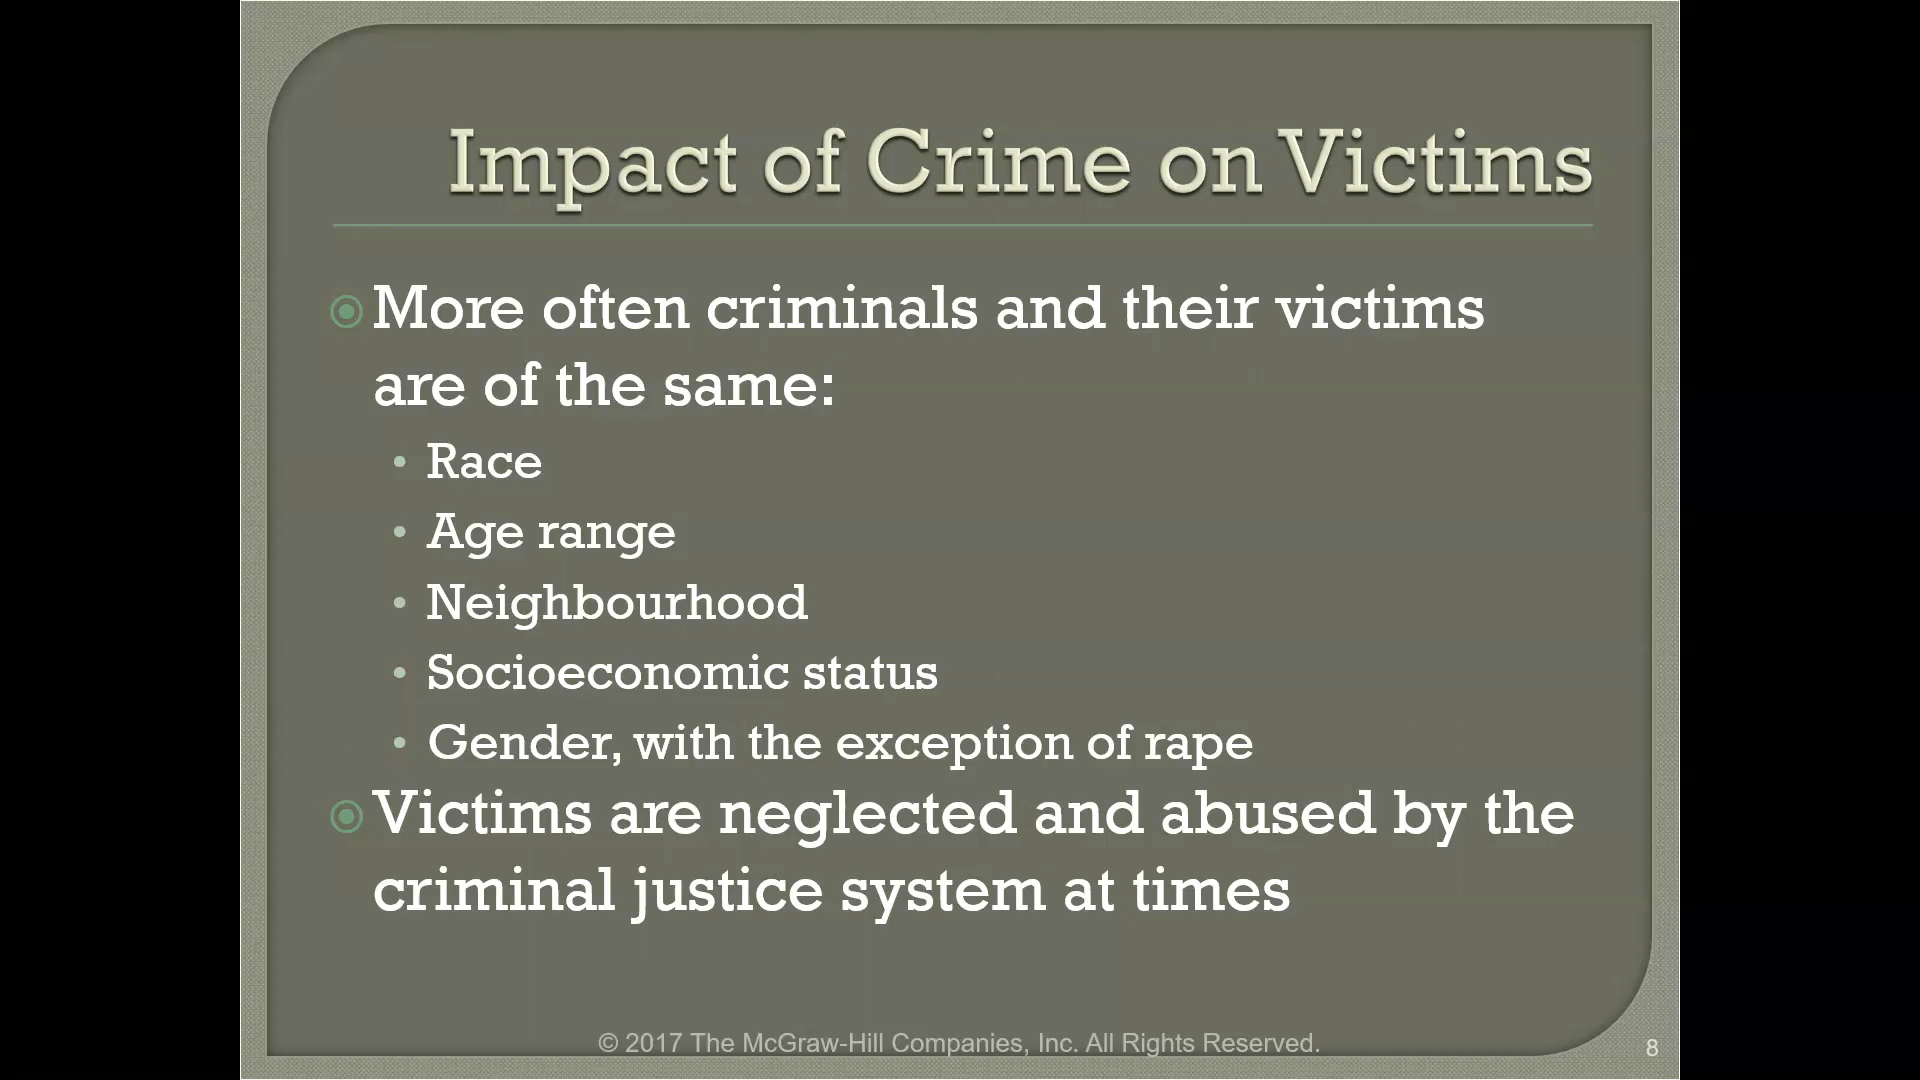 Impact of Crime on Victims
More often criminals and their victims
are of the same:
• Race
• Age range
• Neighbourhood
• Socioeconomic status
• Gender, with the exception of rape
Victims are neglected and abused by the
criminal justice system at times
© 2017 The McGraw-Hill Companies, Inc. All Rights Reserved.
8